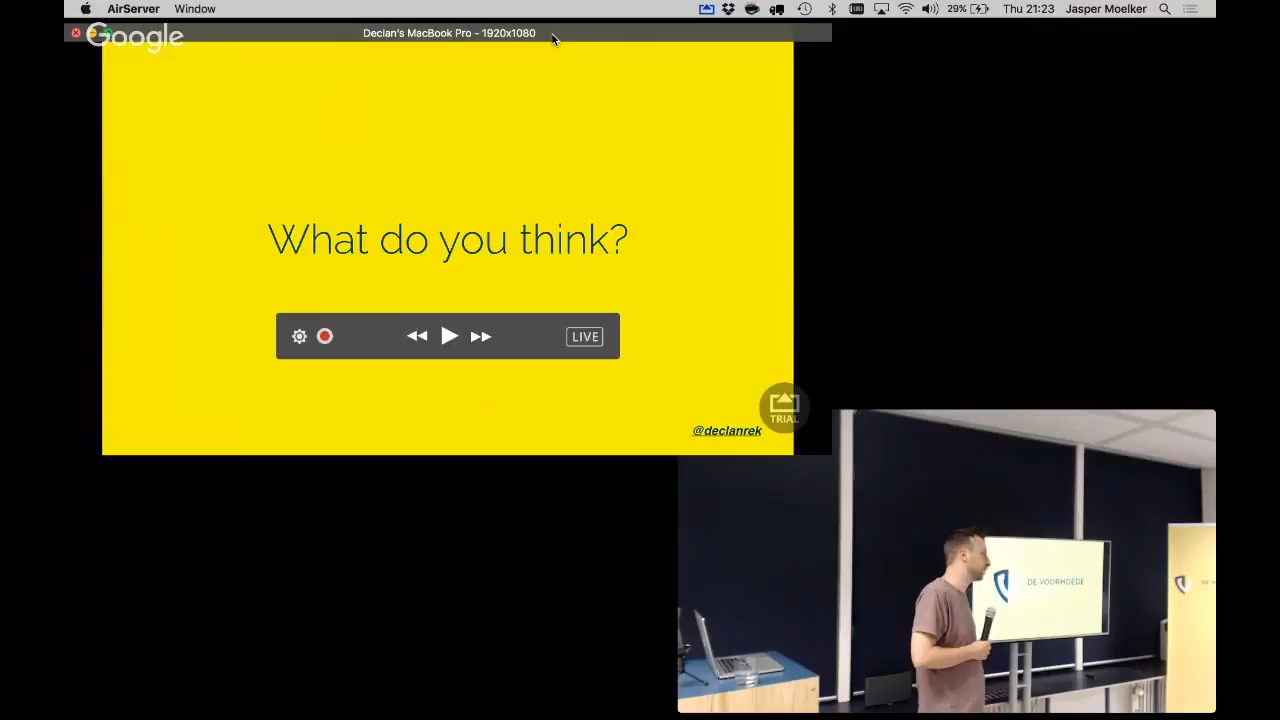 AirServer Window 29% Thu 21:23 Jasper Moelker
Google
Declan's MacBook Pro - 1920x1080
What do you think?
LIVE
TRIAL
@declanrek
DE VOORHOEDE